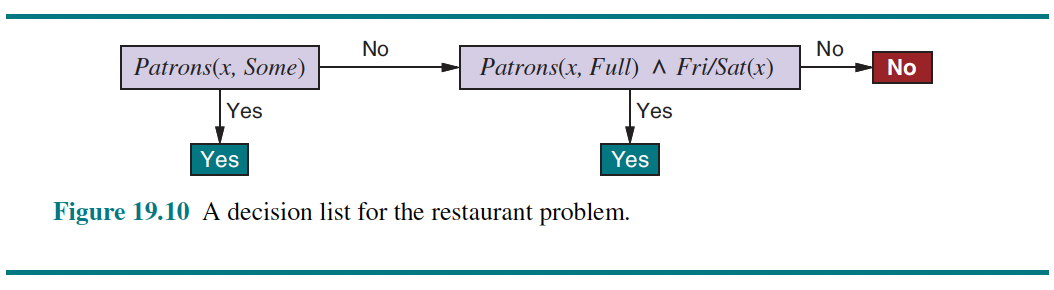 No No
Patrons(x, Some) Patrons(x, Full) ∧ Fri/Sat(x) No
Yes Yes
Yes Yes
Figure 19.10 A decision list for the restaurant problem.